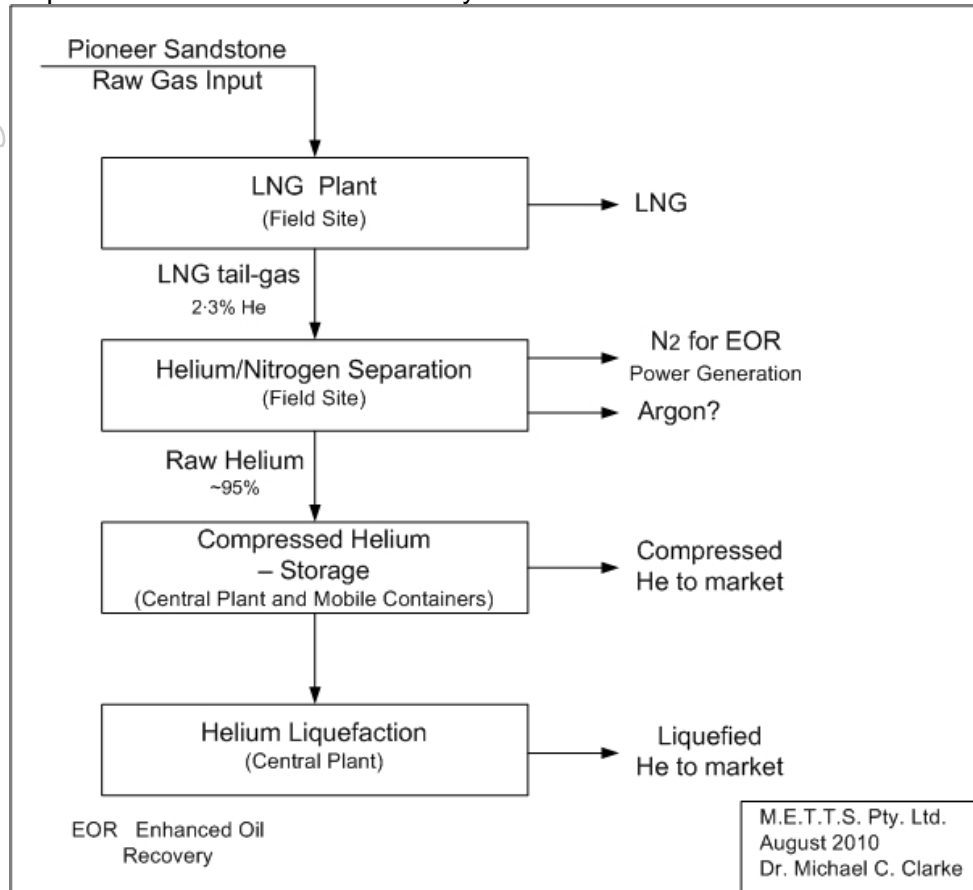 Pioneer Sandstone
Raw Gas Input
LNG Plant
(Field Site)
LNG
LNG tail-gas
2·3% He
Helium/Nitrogen Separation
(Field Site)
N2 for EOR
Power Generation
Argon?
Raw Helium
~95%
Compressed Helium
– Storage
(Central Plant and Mobile Containers)
Compressed
He to market
Helium Liquefaction
(Central Plant)
Liquefied
He to market
EOR Enhanced Oil
Recovery
M.E.T.T.S. Pty. Ltd.
August 2010
Dr. Michael C. Clarke